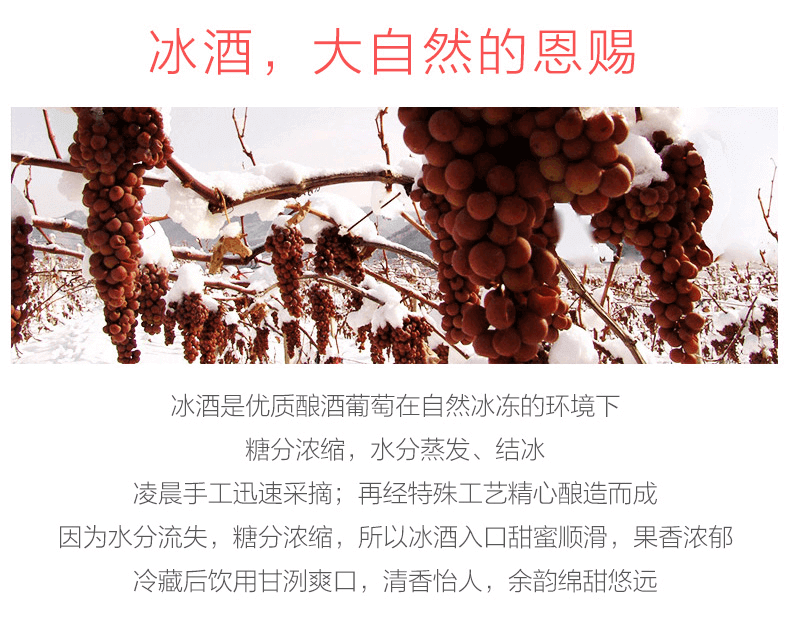 冰酒，大自然的恩赐
冰酒是优质酿酒葡萄在自然冰冻的环境下
糖分浓缩，水分蒸发、结冰
凌晨手工迅速采摘；再经特殊工艺精心酿造而成
因为水分流失，糖分浓缩，所以冰酒入口甜蜜顺滑，果香浓郁
冷藏后饮用甘洌爽口，清香怡人，余韵绵甜悠远